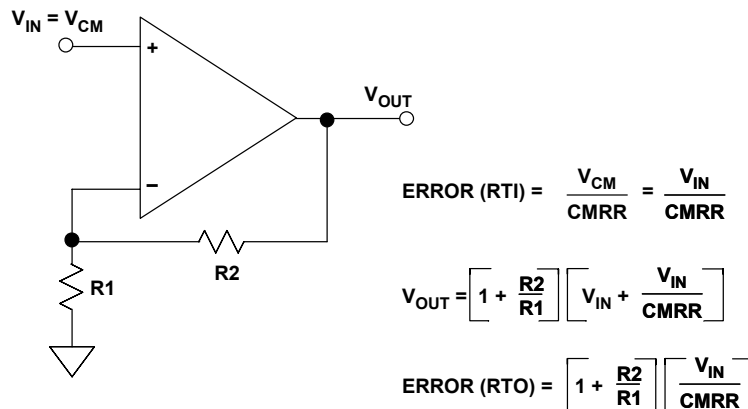 V_IN = V_CM
+
V_OUT
−
R2
R1
ERROR (RTI) = V_CM / CMRR = V_IN / CMRR
V_OUT = [1 + R2 / R1] [V_IN + V_IN / CMRR]
ERROR (RTO) = [1 + R2 / R1] [V_IN / CMRR]